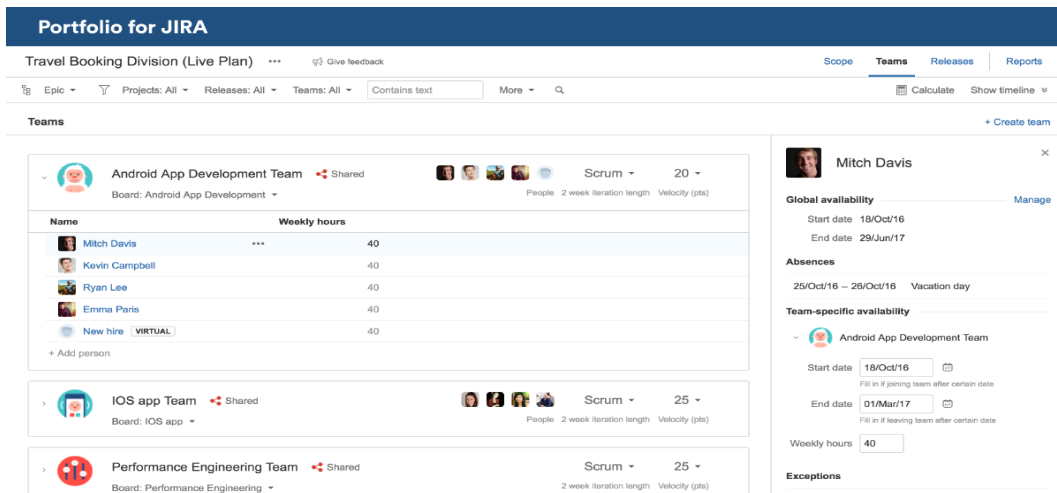 Portfolio for JIRA
Travel Booking Division (Live Plan) ••• Give feedback Scope Teams Releases Reports
Epic Projects: All Releases: All Teams: All Contains text More Calculate Show timeline
Teams + Create team
Android App Development Team Shared Scrum 20
Board: Android App Development People 2 week iteration length Velocity (pts)
Name Weekly hours
Mitch Davis ••• 40
Kevin Campbell 40
Ryan Lee 40
Emma Paris 40
New hire VIRTUAL 40
+ Add person
IOS app Team Shared Scrum 25
Board: IOS app People 2 week iteration length Velocity (pts)
Performance Engineering Team Shared Scrum 25
Board: Performance Engineering 2 week iteration length Velocity (pts)
Mitch Davis
Global availability Manage
Start date 18/Oct/16
End date 29/Jun/17
Absences
25/Oct/16 – 26/Oct/16 Vacation day
Team-specific availability
Android App Development Team
Start date 18/Oct/16
Fill in if joining team after certain date
End date 01/Mar/17
Fill in if leaving team after certain date
Weekly hours 40
Exceptions